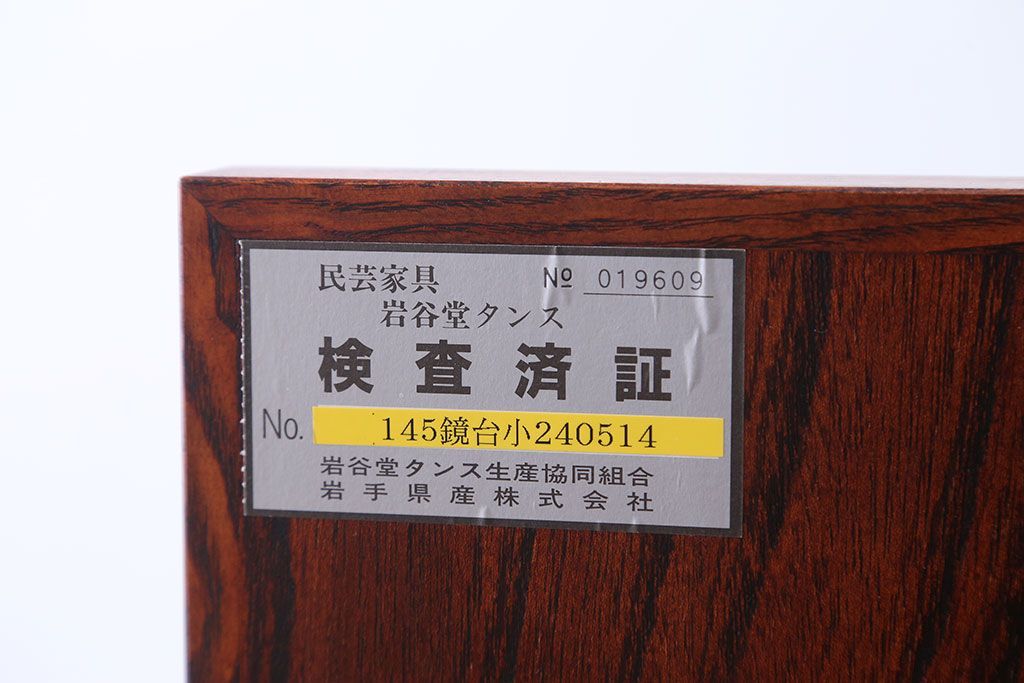 民芸家具 № 019609
岩谷堂タンス
検査済証
No. 145鏡台小240514
岩谷堂タンス生産協同組合
岩手県産株式会社